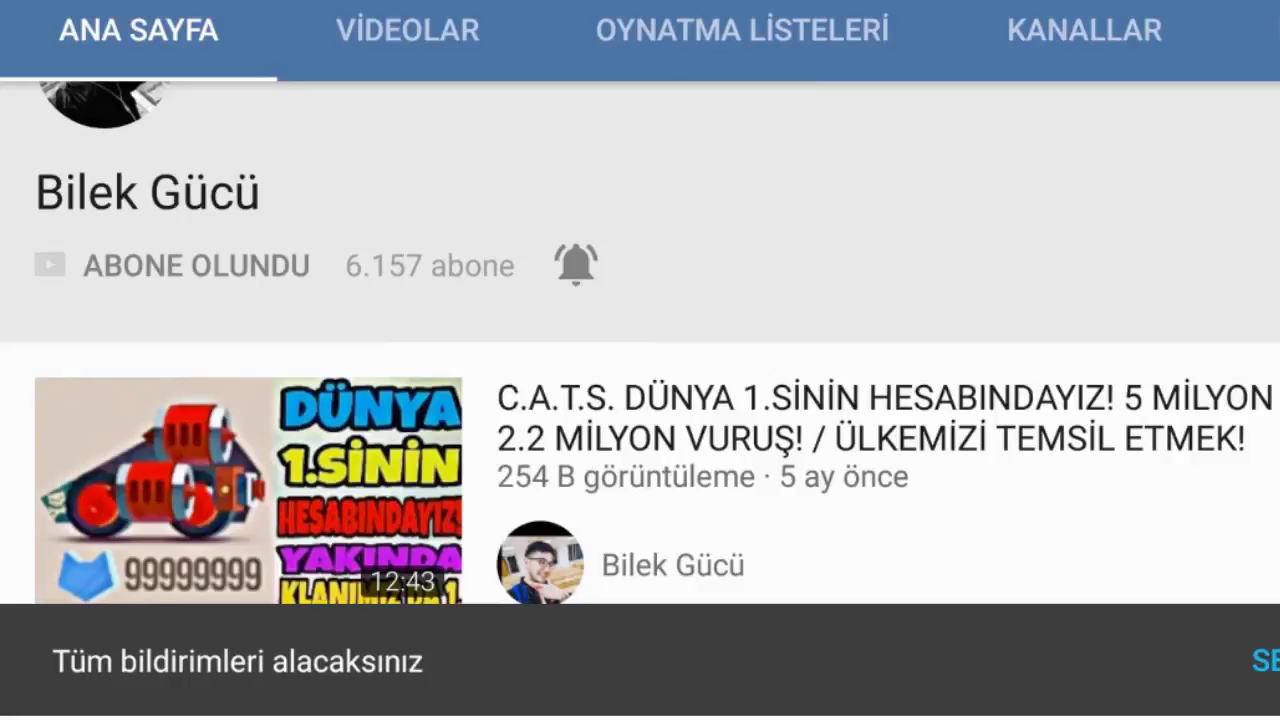 ANA SAYFA
VİDEOLAR
OYNATMA LİSTELERİ
KANALLAR
Bilek Gücü
ABONE OLUNDU
6.157 abone
DÜNYA
1.SİNİN
HESABINDAYIZ!
YAKINDA
99999999
12:43
C.A.T.S. DÜNYA 1.SİNİN HESABINDAYIZ! 5 MİLYON
2.2 MİLYON VURUŞ! / ÜLKEMİZİ TEMSİL ETMEK!
254 B görüntüleme · 5 ay önce
Bilek Gücü
Tüm bildirimleri alacaksınız